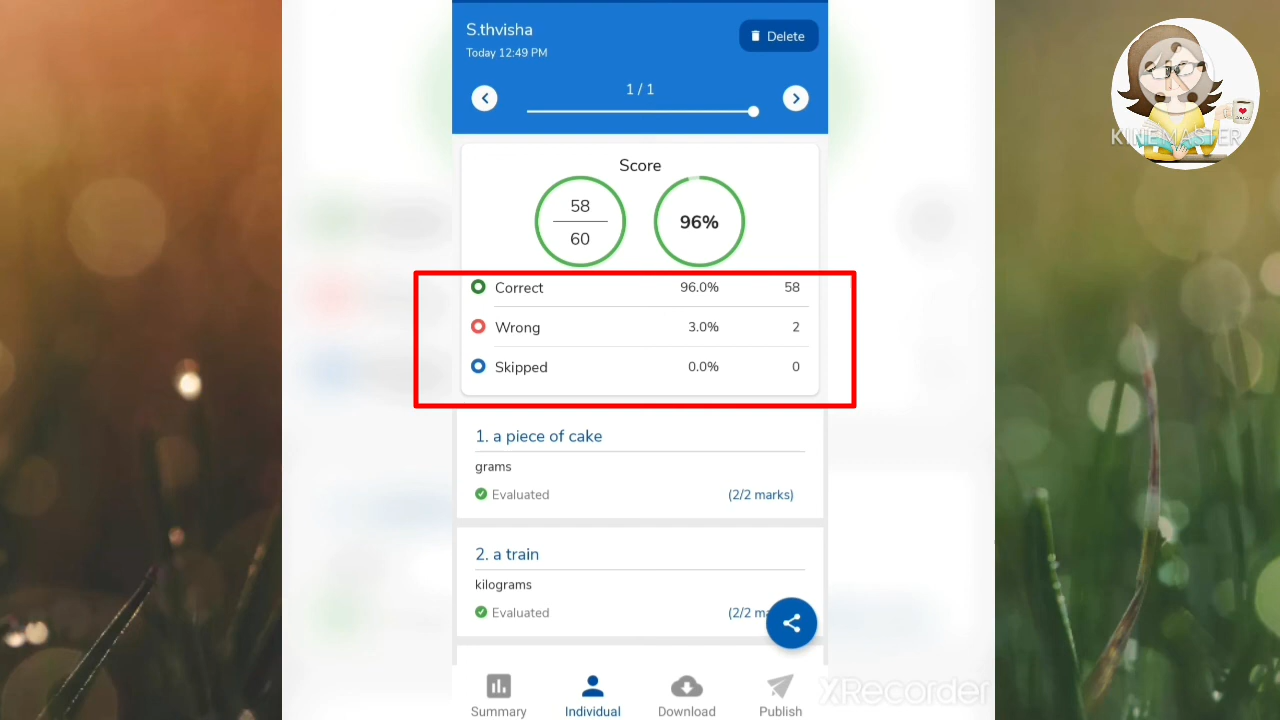 S.thvisha
Delete
Today 12:49 PM
1 / 1
KINEMASTER
Score
58
60
96%
Correct 96.0% 58
Wrong 3.0% 2
Skipped 0.0% 0
1. a piece of cake
grams
Evaluated (2/2 marks)
2. a train
kilograms
Evaluated (2/2
XRecorder
Summary Individual Download Publish